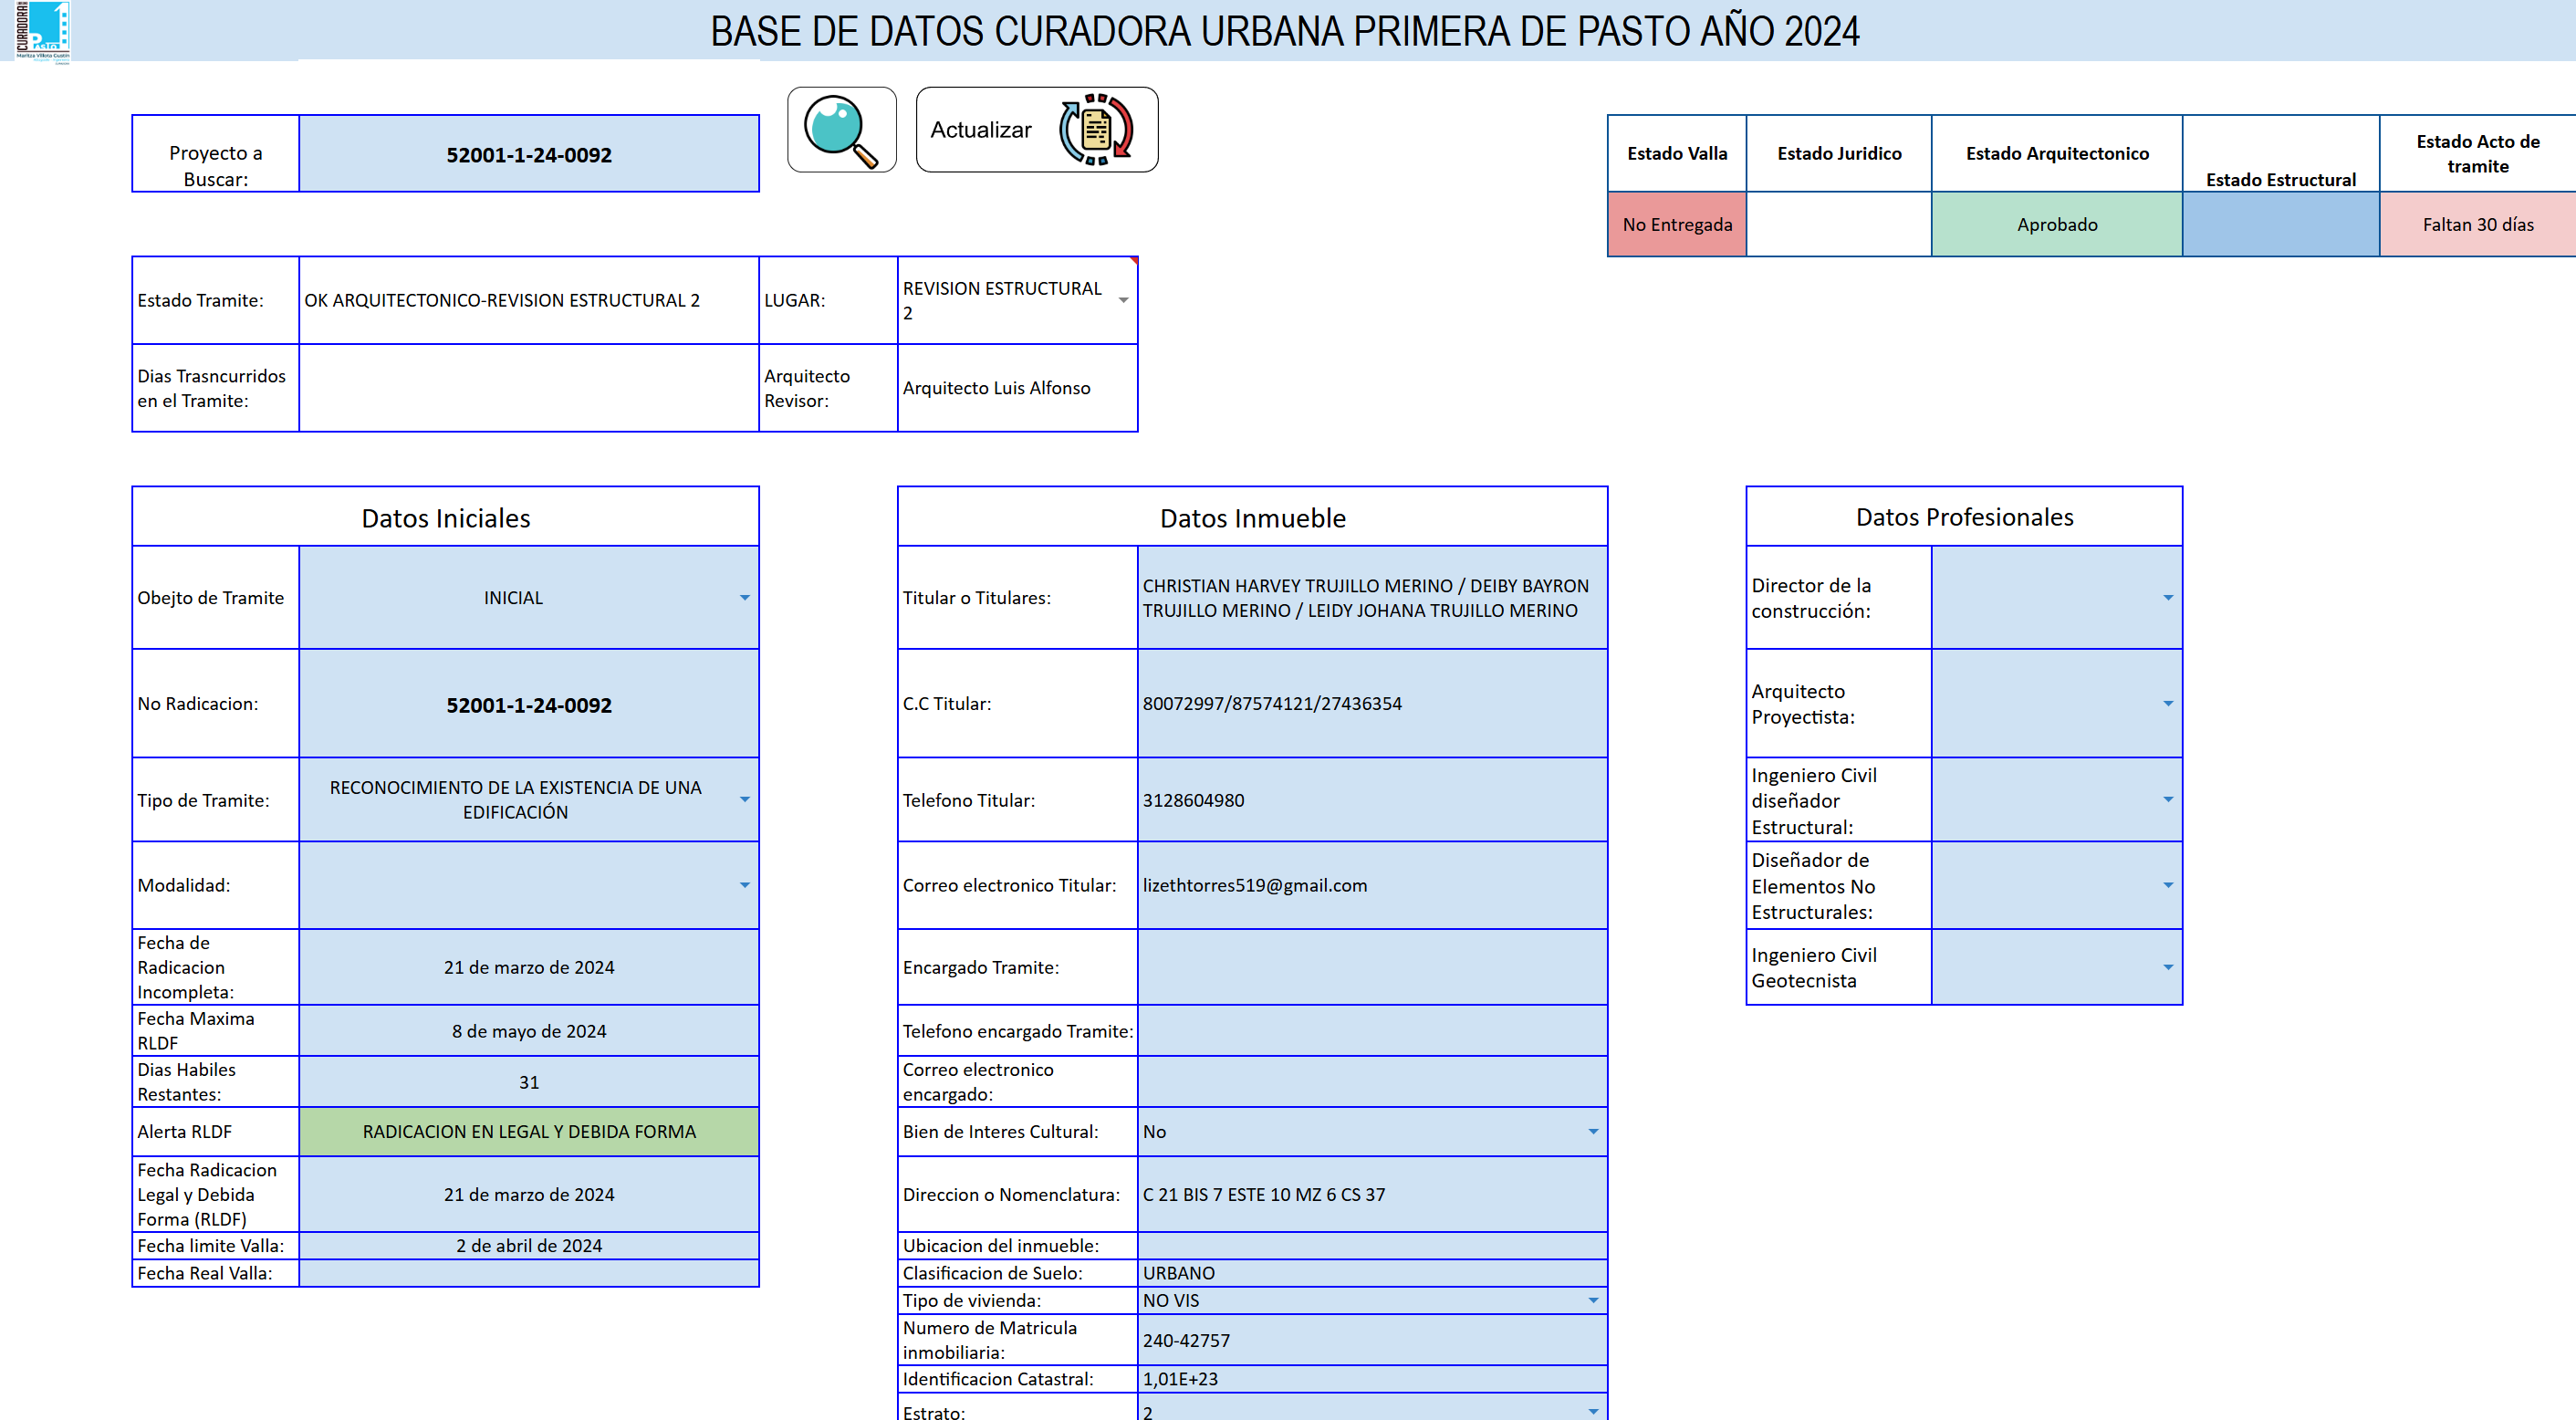 CURADORA
PASTO
1
BASE DE DATOS CURADORA URBANA PRIMERA DE PASTO AÑO 2024
Proyecto a
Buscar:
52001-1-24-0092
Actualizar
Estado Valla
Estado Juridico
Estado Arquitectonico
Estado Estructural
Estado Acto de
tramite
No Entregada
Aprobado
Faltan 30 días
Estado Tramite:
OK ARQUITECTONICO-REVISION ESTRUCTURAL 2
LUGAR:
REVISION ESTRUCTURAL
2
Dias Trasncurridos
en el Tramite:
Arquitecto
Revisor:
Arquitecto Luis Alfonso
Datos Iniciales
Obejto de Tramite
INICIAL
No Radicacion:
52001-1-24-0092
Tipo de Tramite:
RECONOCIMIENTO DE LA EXISTENCIA DE UNA
EDIFICACIÓN
Modalidad:
Fecha de
Radicacion
Incompleta:
21 de marzo de 2024
Fecha Maxima
RLDF
8 de mayo de 2024
Dias Habiles
Restantes:
31
Alerta RLDF
RADICACION EN LEGAL Y DEBIDA FORMA
Fecha Radicacion
Legal y Debida
Forma (RLDF)
21 de marzo de 2024
Fecha limite Valla:
2 de abril de 2024
Fecha Real Valla:
Datos Inmueble
Titular o Titulares:
CHRISTIAN HARVEY TRUJILLO MERINO / DEIBY BAYRON
TRUJILLO MERINO / LEIDY JOHANA TRUJILLO MERINO
C.C Titular:
80072997/87574121/27436354
Telefono Titular:
3128604980
Correo electronico Titular:
lizethtorres519@gmail.com
Encargado Tramite:
Telefono encargado Tramite:
Correo electronico
encargado:
Bien de Interes Cultural:
No
Direccion o Nomenclatura:
C 21 BIS 7 ESTE 10 MZ 6 CS 37
Ubicacion del inmueble:
Clasificacion de Suelo:
URBANO
Tipo de vivienda:
NO VIS
Numero de Matricula
inmobiliaria:
240-42757
Identificacion Catastral:
1,01E+23
Estrato:
2
Datos Profesionales
Director de la
construcción:
Arquitecto
Proyectista:
Ingeniero Civil
diseñador
Estructural:
Diseñador de
Elementos No
Estructurales:
Ingeniero Civil
Geotecnista